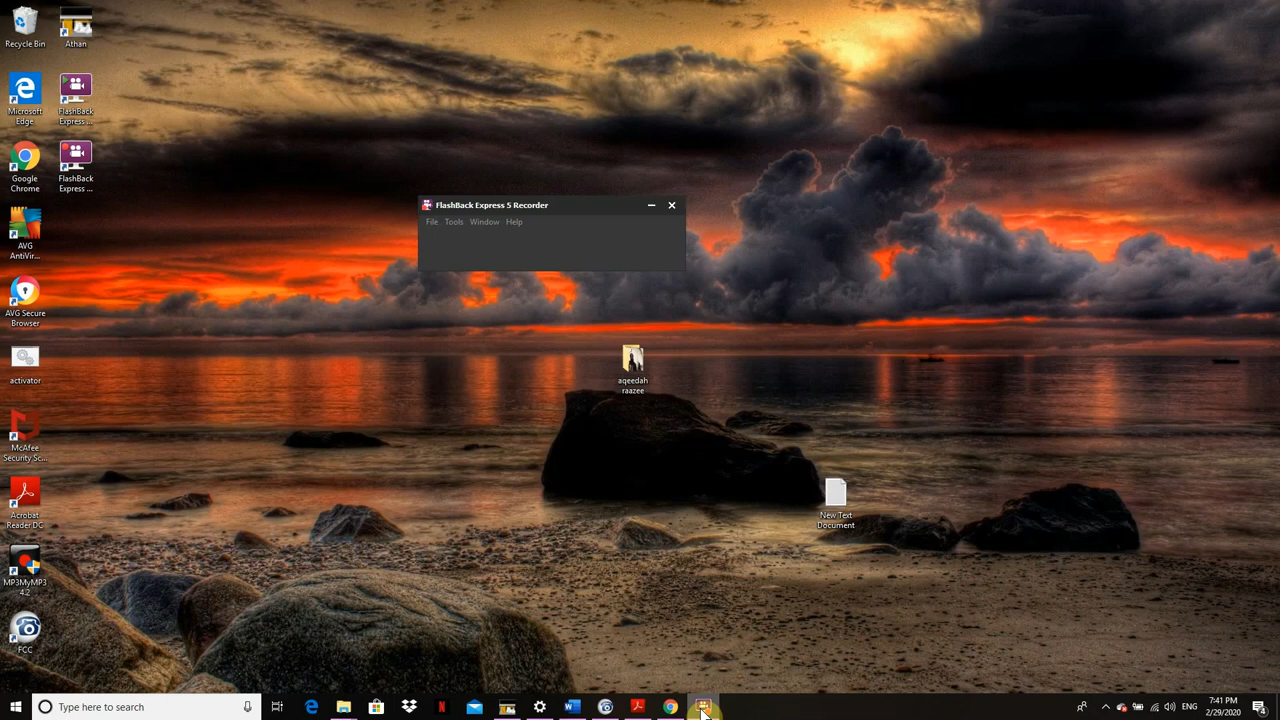 Recycle Bin
Athan
Microsoft
Edge
FlashBack
Express ...
Google
Chrome
FlashBack
Express ...
AVG
AntiVir...
AVG Secure
Browser
activator
McAfee
Security Sc...
Acrobat
Reader DC
MP3MyMP3
4.2
FCC
FlashBack Express 5 Recorder
File Tools Window Help
aqeedah
raazee
New Text
Document
Type here to search
ENG
7:41 PM
2/29/2020
4